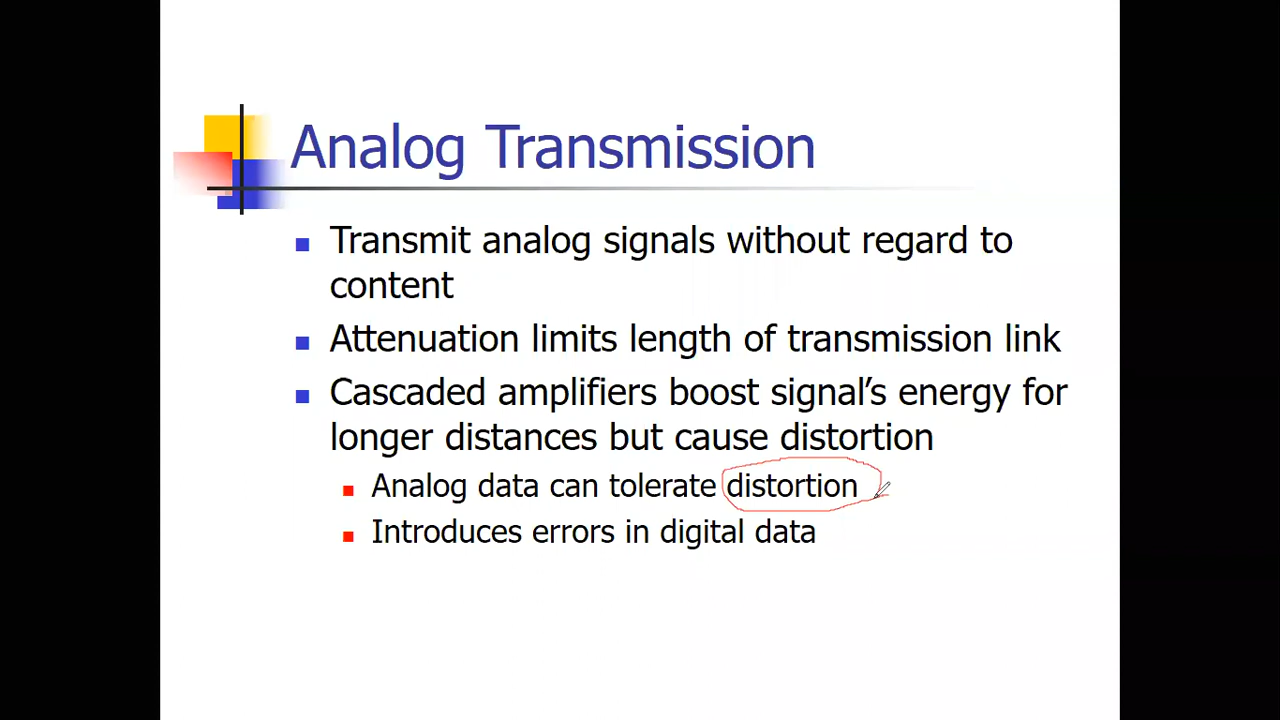 Analog Transmission
Transmit analog signals without regard to
content
Attenuation limits length of transmission link
Cascaded amplifiers boost signal’s energy for
longer distances but cause distortion
Analog data can tolerate distortion
Introduces errors in digital data